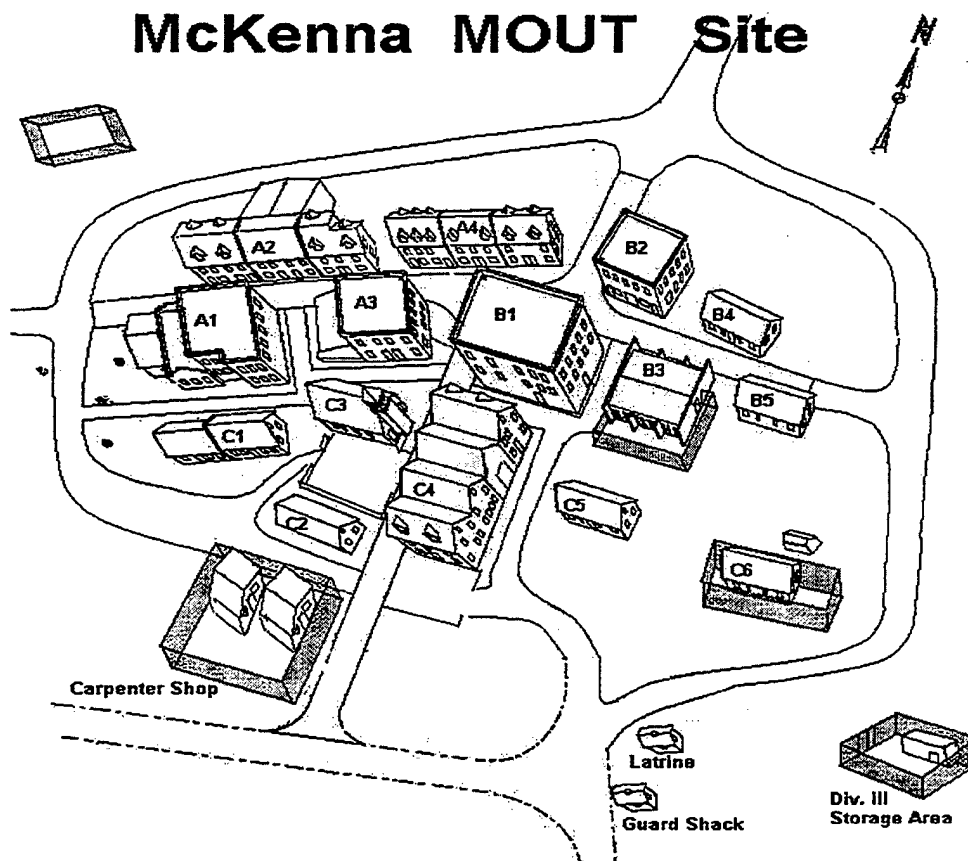 McKenna MOUT Site
N
A2
A4
B2
A1
A3
B1
B4
B3
B5
C3
C1
C4
C2
C5
C6
Carpenter Shop
Latrine
Guard Shack
Div. III
Storage Area